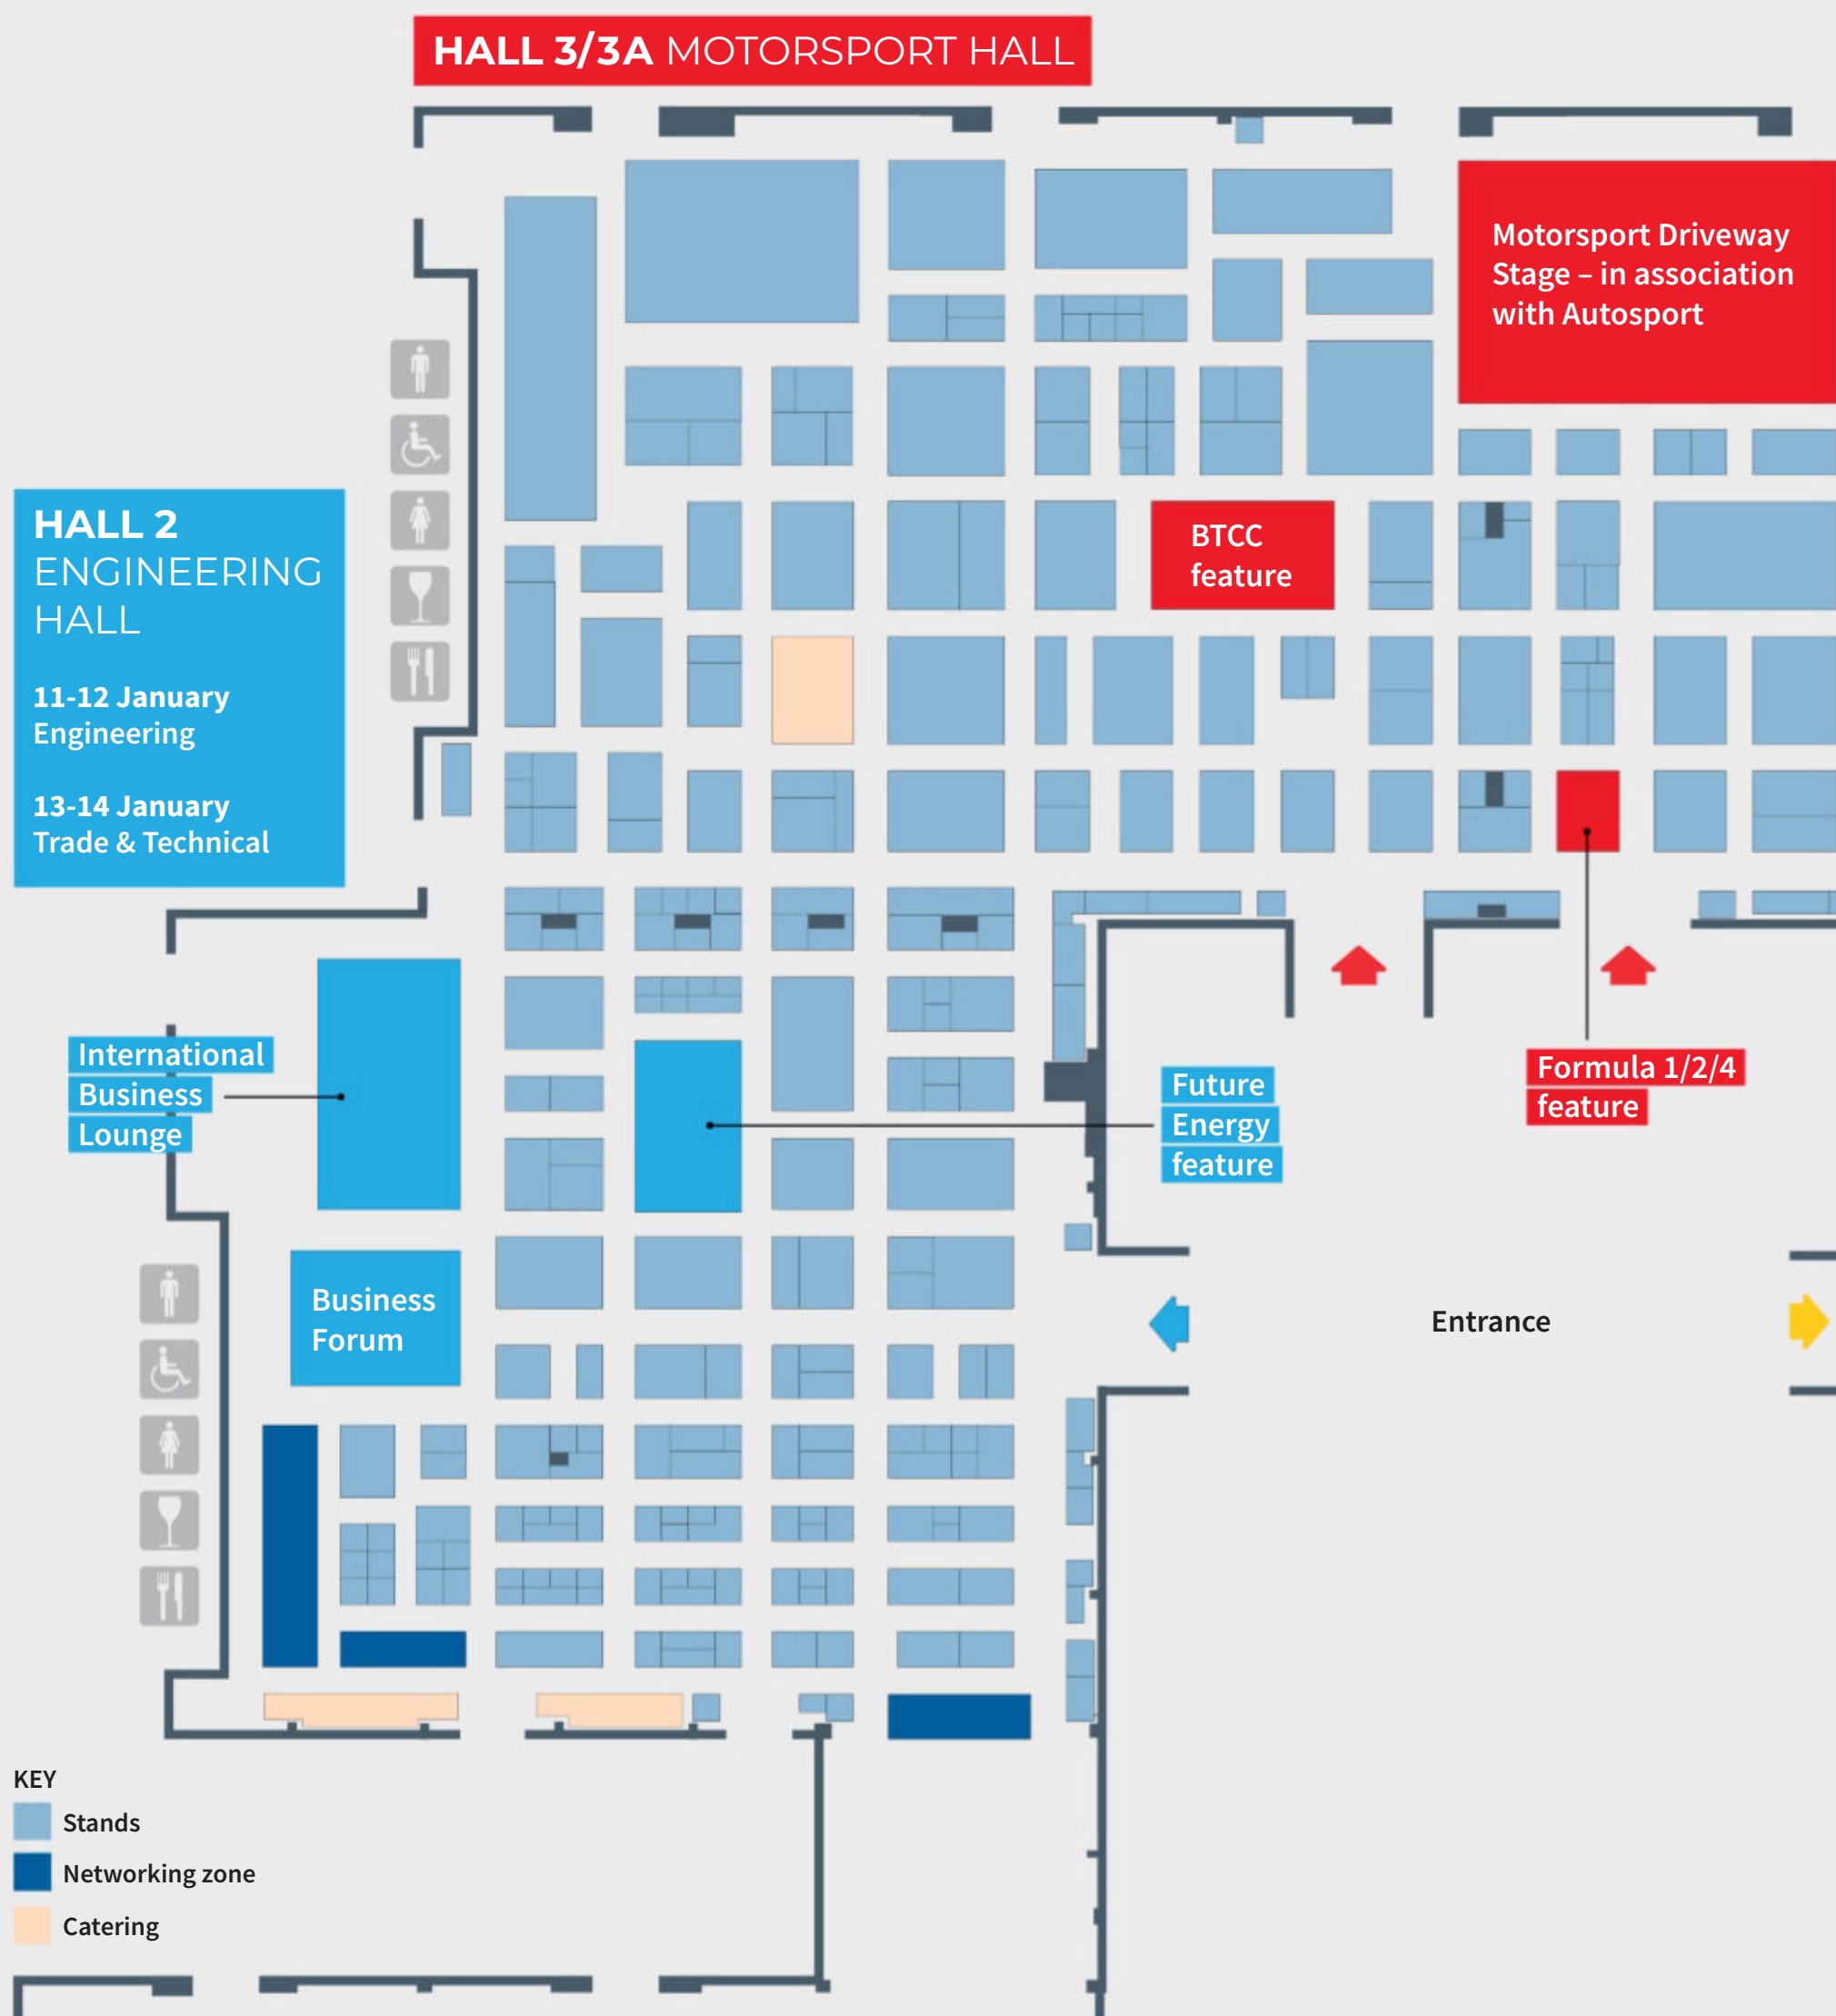 HALL 3/3A MOTORSPORT HALL
Motorsport Driveway
Stage – in association
with Autosport
HALL 2
ENGINEERING
HALL
11-12 January
Engineering
13-14 January
Trade & Technical
BTCC
feature
International
Business
Lounge
Future
Energy
feature
Formula 1/2/4
feature
Business
Forum
Entrance
KEY
Stands
Networking zone
Catering